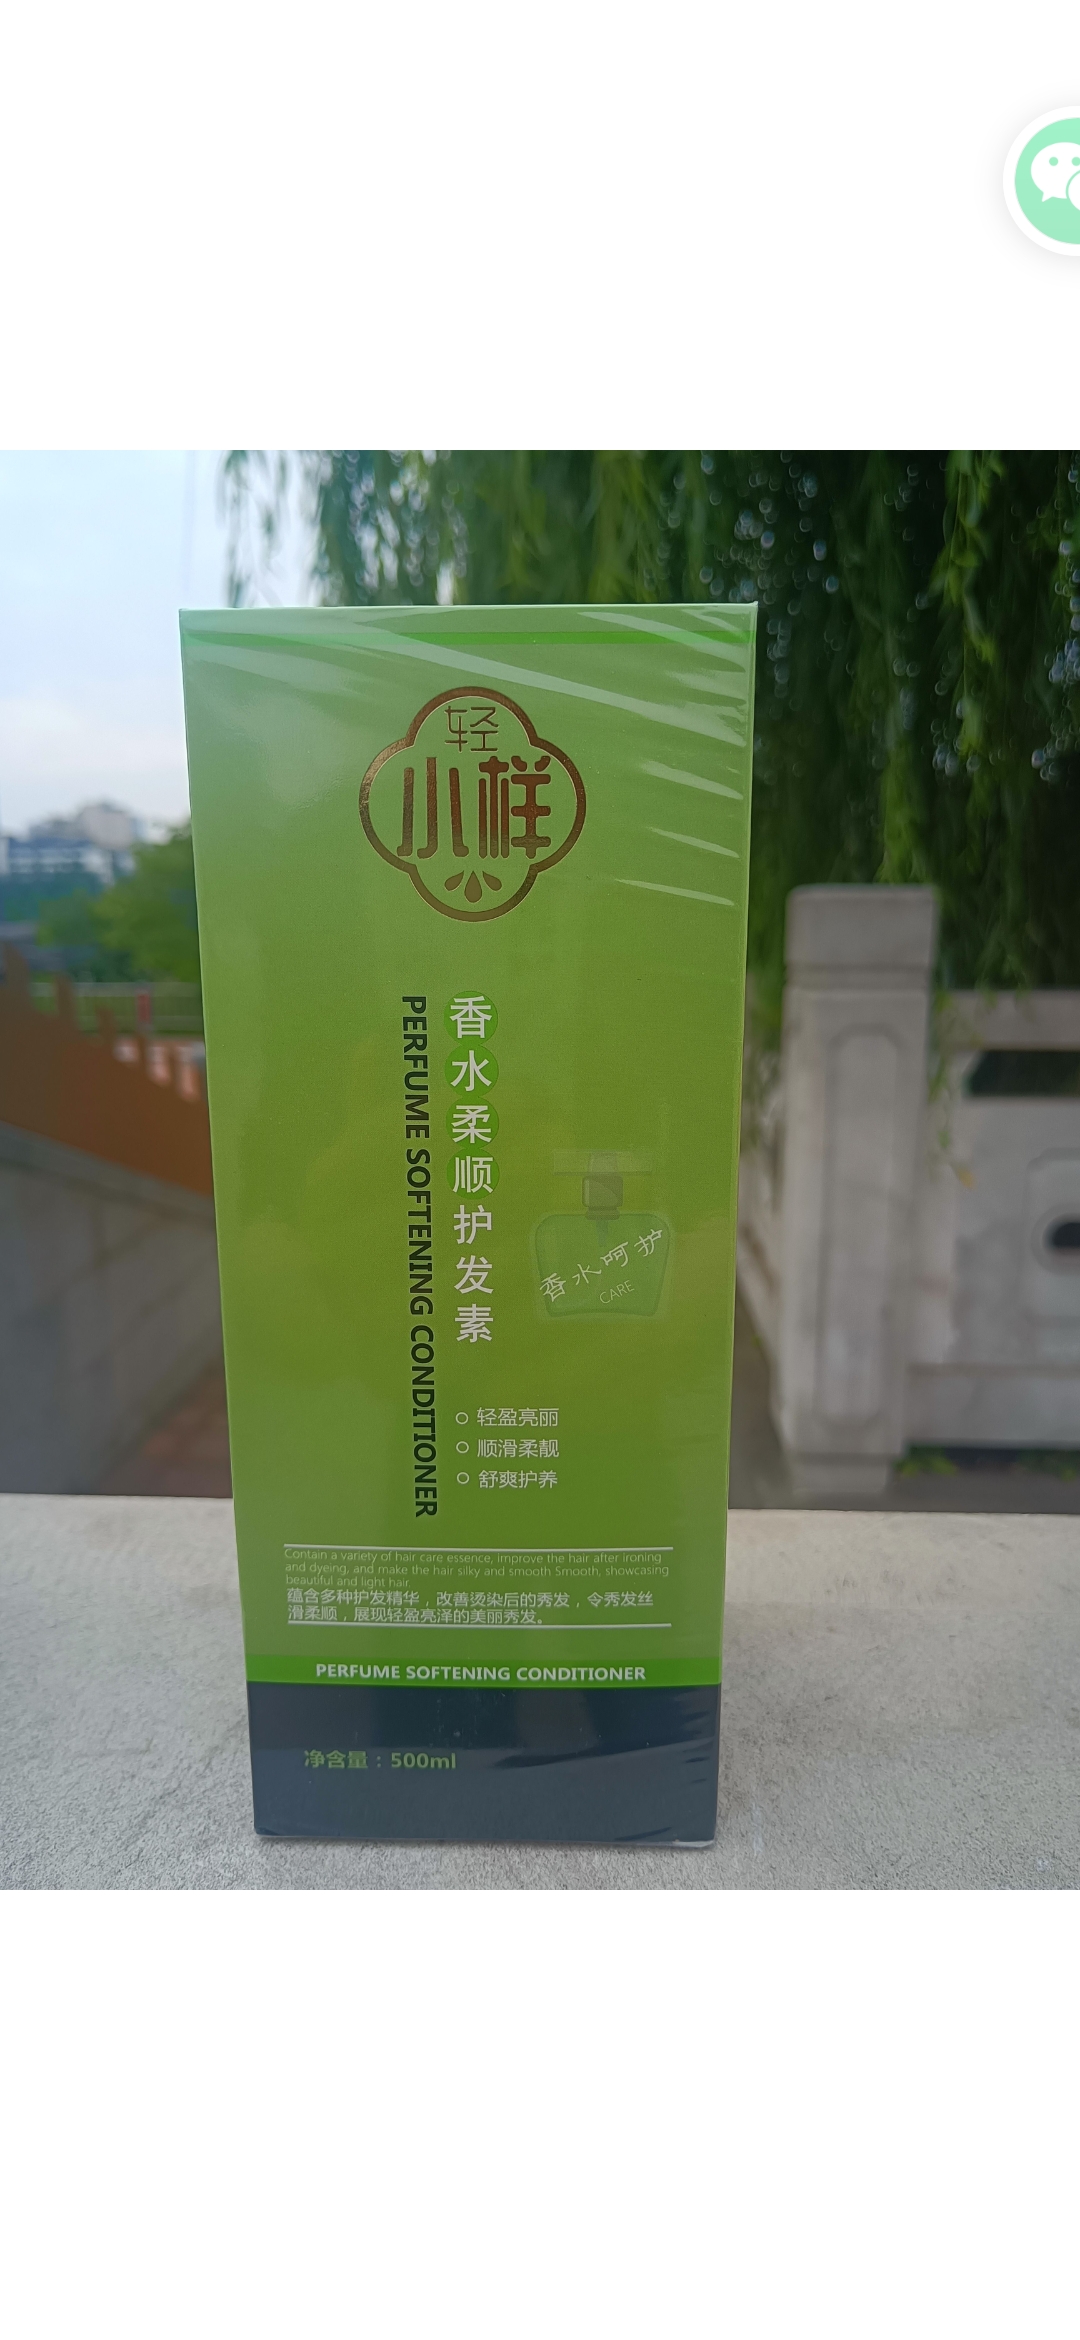 轻
小样
香水柔顺护发素
PERFUME SOFTENING CONDITIONER
香水呵护
CARE
轻盈亮丽
顺滑柔靓
舒爽护养
Contain a variety of hair care essence, improve the hair after ironing
and dyeing, and make the hair silky and smooth Smooth, showcasing
beautiful and light hair
蕴含多种护发精华，改善烫染后的秀发，令秀发丝
滑柔顺，展现轻盈亮泽的美丽秀发。
PERFUME SOFTENING CONDITIONER
净含量：500ml